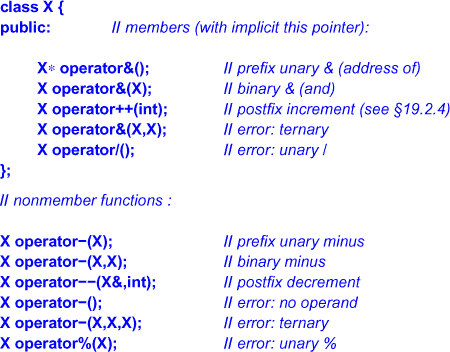 class X {
public: // members (with implicit this pointer):
X* operator&(); // prefix unary & (address of)
X operator&(X); // binary & (and)
X operator++(int); // postfix increment (see §19.2.4)
X operator&(X,X); // error: ternary
X operator/(); // error: unary /
};
// nonmember functions :
X operator−(X); // prefix unary minus
X operator−(X,X); // binary minus
X operator−−(X&,int); // postfix decrement
X operator−(); // error: no operand
X operator−(X,X,X); // error: ternary
X operator%(X); // error: unary %